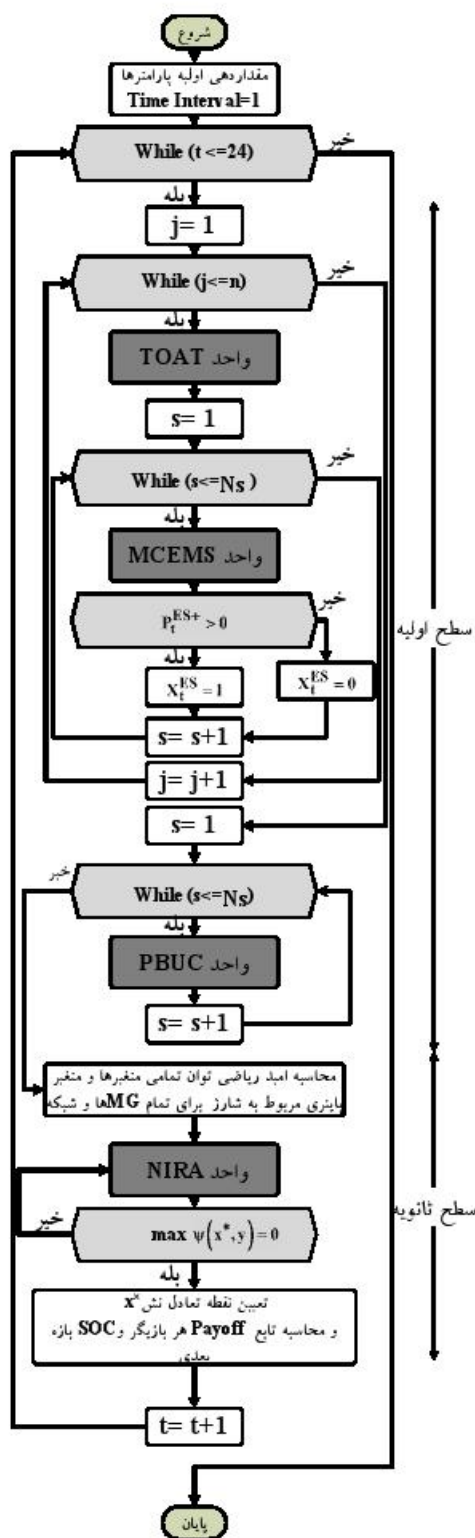 شروع
مقداردهی اولیه پارامترها
Time Interval=1
While (t <=24)
خیر
بله
j= 1
While (j<=n)
خیر
بله
واحد TOAT
s= 1
While (s<=Ns )
خیر
بله
واحد MCEMS
P_t^{ES+} > 0
خیر
بله
X_t^{ES} = 1
X_t^{ES} = 0
s= s+1
j= j+1
s= 1
سطح اولیه
While (s<=Ns)
خیر
بله
واحد PBUC
s= s+1
محاسبه امید ریاضی توان تمامی متغیرها و متغیر
باینری مربوط به شارژ برای تمام MGها و شبکه
واحد NIRA
سطح ثانویه
max ψ(x*,y) = 0
خیر
بله
تعیین نقطه تعادل نش x*
و محاسبه تابع Payoff هر بازیگر و SOC بازه
بعدی
t= t+1
پایان